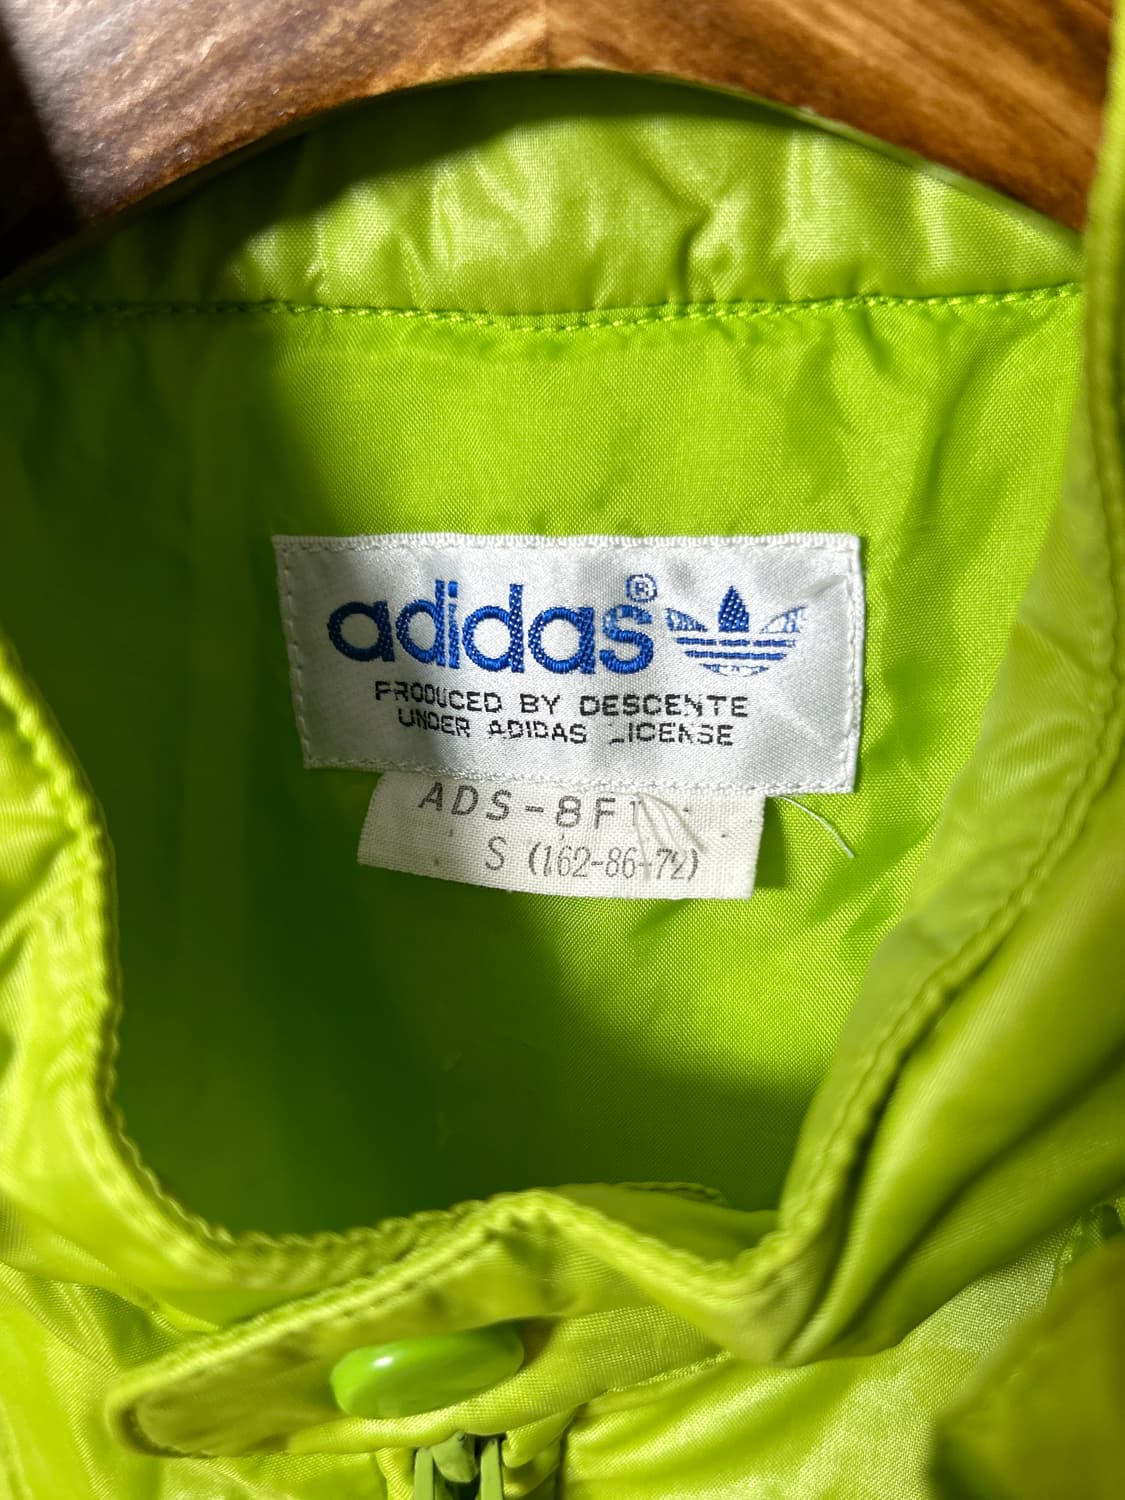 adidas®
PRODUCED BY DESCENTE
UNDER ADIDAS LICENSE
ADS-8F
S (162-86-72)